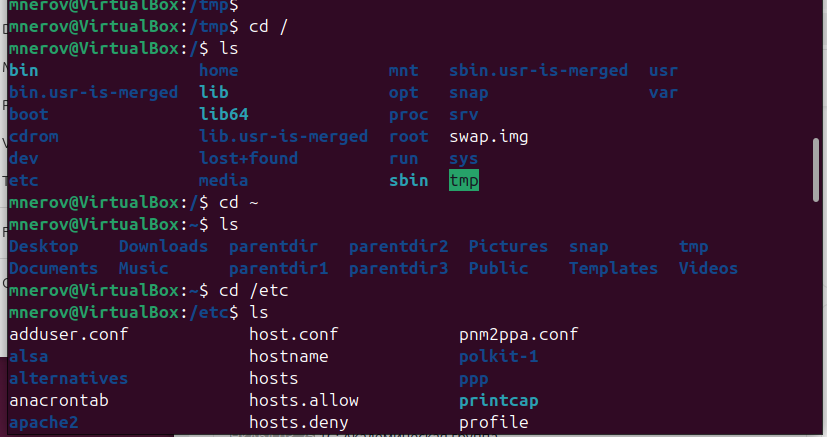 mnerov@VirtualBox:/tmp$
mnerov@VirtualBox:/tmp$ cd /
mnerov@VirtualBox:/$ ls
bin home mnt sbin.usr-is-merged usr
bin.usr-is-merged lib opt snap var
boot lib64 proc srv
cdrom lib.usr-is-merged root swap.img
dev lost+found run sys
etc media sbin tmp
mnerov@VirtualBox:/$ cd ~
mnerov@VirtualBox:~$ ls
Desktop Downloads parentdir parentdir2 Pictures snap tmp
Documents Music parentdir1 parentdir3 Public Templates Videos
mnerov@VirtualBox:~$ cd /etc
mnerov@VirtualBox:/etc$ ls
adduser.conf host.conf pnm2ppa.conf
alsa hostname polkit-1
alternatives hosts ppp
anacrontab hosts.allow printcap
apache2 hosts.deny profile